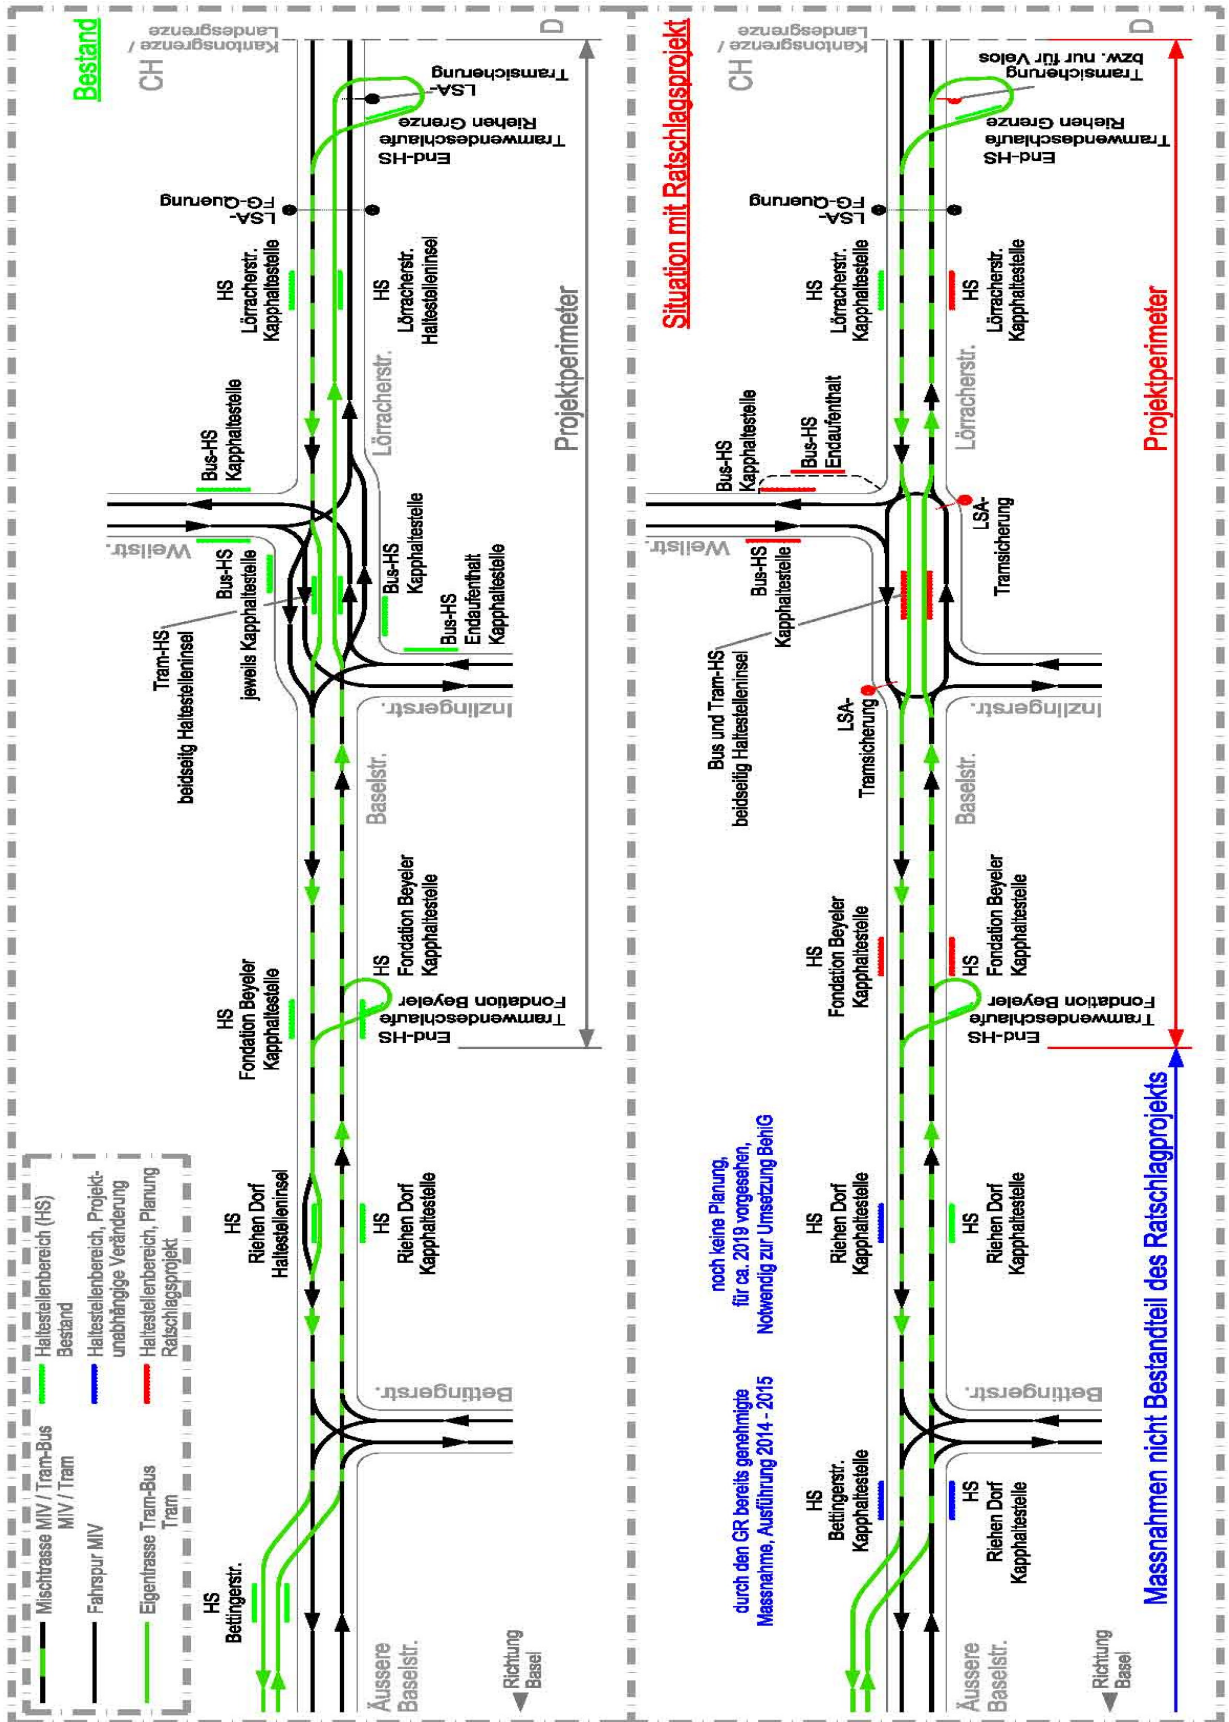 Mischtrasse MIV / Tram-Bus
MIV / Tram
Fahrspur MIV
Eigentrasse Tram-Bus
Tram
Haltestellenbereich (HS)
Bestand
Haltestellenbereich, Projekt-
unabhängige Veränderung
Haltestellenbereich, Planung
Ratschlagsprojekt
Bestand
HS
Bettingerstr.
Äussere
Baselstr.
Richtung
Basel
Bettingerstr.
HS
Riehen Dorf
Haltestelleninsel
HS
Riehen Dorf
Kapphaltestelle
HS
Fondation Beyeler
Kapphaltestelle
HS
Fondation Beyeler
Kapphaltestelle
End-HS
Tramwendeschlaufe
Fondation Beyeler
Baselstr.
Tram-HS
beidseitg Haltestelleninsel
Bus-HS
jeweils Kapphaltestelle
Weilstr.
Bus-HS
Kapphaltestelle
Inzlingerstr.
Bus-HS
Endaufenthalt
Kapphaltestelle
Bus-HS
Kapphaltestelle
Lörracherstr.
HS
Lörracherstr.
Kapphaltestelle
HS
Lörracherstr.
Haltestelleninsel
LSA-
FG-Querung
End-HS
Tramwendeschlaufe
Riehen Grenze
LSA-
Tramsicherung
Kantonsgrenze /
Landesgrenze
CH
D
Projektperimeter
Situation mit Ratschlagsprojekt
durch den GR bereits genehmigte
Massnahme, Ausführung 2014 - 2015
noch keine Planung,
für ca. 2019 vorgesehen,
Notwendig zur Umsetzung BehiG
HS
Bettingerstr.
Kapphaltestelle
HS
Riehen Dorf
Kapphaltestelle
Äussere
Baselstr.
Richtung
Basel
Bettingerstr.
HS
Riehen Dorf
Kapphaltestelle
HS
Riehen Dorf
Kapphaltestelle
HS
Fondation Beyeler
Kapphaltestelle
HS
Fondation Beyeler
Kapphaltestelle
End-HS
Tramwendeschlaufe
Fondation Beyeler
Baselstr.
Bus und Tram-HS
beidseitig Haltestelleninsel
LSA-
Tramsicherung
Weilstr.
Bus-HS
Kapphaltestelle
Bus-HS
Kapphaltestelle
Bus-HS
Endaufenthalt
Inzlingerstr.
LSA-
Tramsicherung
Lörracherstr.
HS
Lörracherstr.
Kapphaltestelle
HS
Lörracherstr.
Kapphaltestelle
LSA-
FG-Querung
End-HS
Tramwendeschlaufe
Riehen Grenze
Tramsicherung
bzw. nur für Velos
Kantonsgrenze /
Landesgrenze
CH
D
Massnahmen nicht Bestandteil des Ratschlagprojekts
Projektperimeter